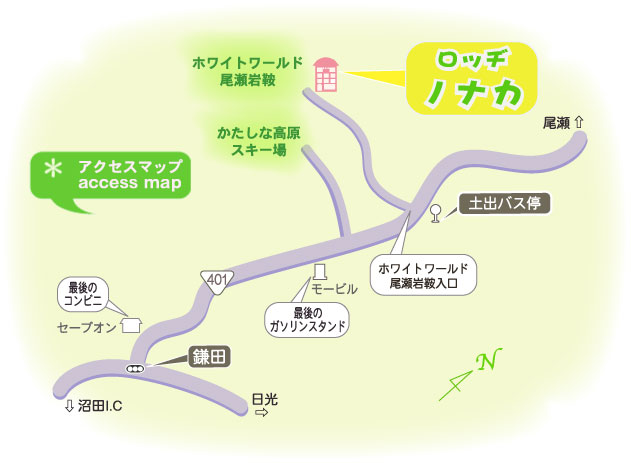 ホワイトワールド
尾瀬岩鞍
ロッヂ
ノナカ
尾瀬⇧
かたしな高原
スキー場
＊ アクセスマップ
access map
土出バス停
ホワイトワールド
尾瀬岩鞍入口
401
モービル
最後の
コンビニ
セーブオン
最後の
ガソリンスタンド
鎌田
N
⇩沼田I.C
日光
⇨